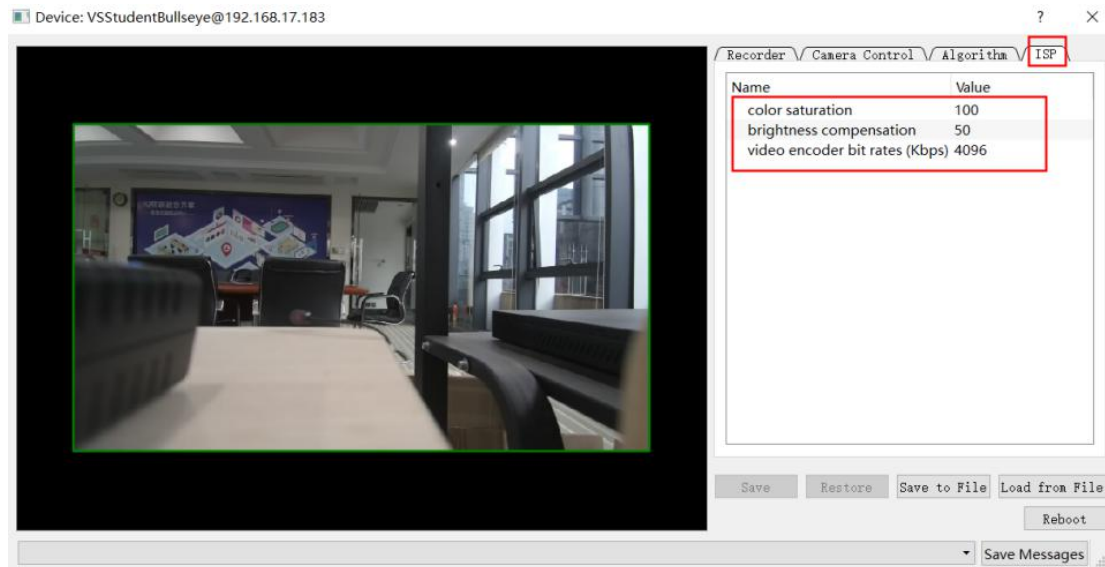 Device: VSStudentBullseye@192.168.17.183
?
Recorder Camera Control Algorithm ISP
Name Value
color saturation 100
brightness compensation 50
video encoder bit rates (Kbps) 4096
Save Restore Save to File Load from File
Reboot
Save Messages